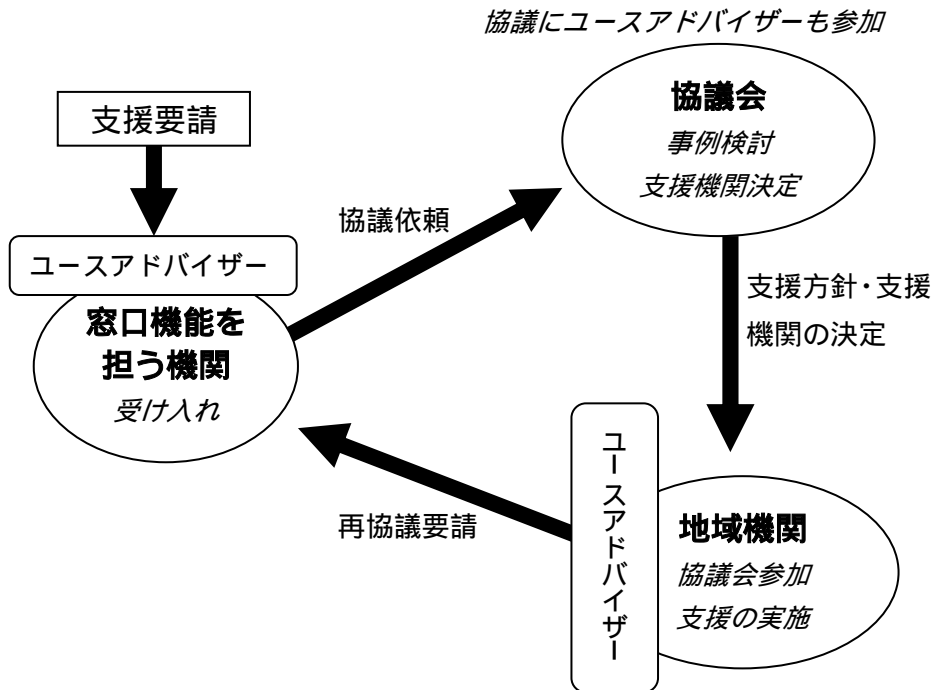 協議にユースアドバイザーも参加
支援要請
協議会
事例検討
支援機関決定
協議依頼
ユースアドバイザー
窓口機能を
担う機関
受け入れ
支援方針・支援
機関の決定
ユースアドバイザー
地域機関
協議会参加
支援の実施
再協議要請